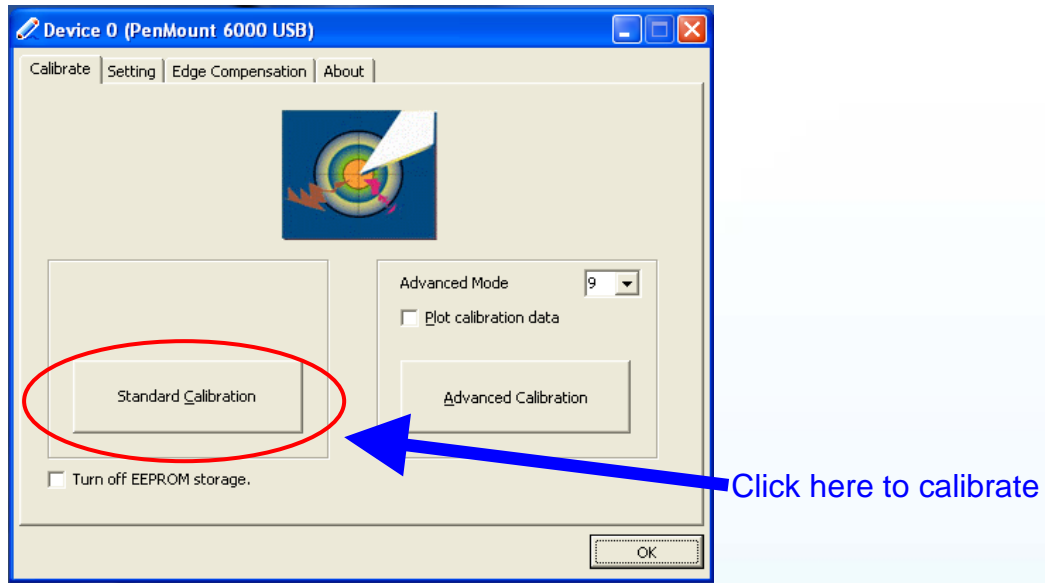 Device 0 (PenMount 6000 USB)
Calibrate Setting Edge Compensation About
Advanced Mode 9
Plot calibration data
Standard Calibration
Advanced Calibration
Turn off EEPROM storage.
Click here to calibrate
OK